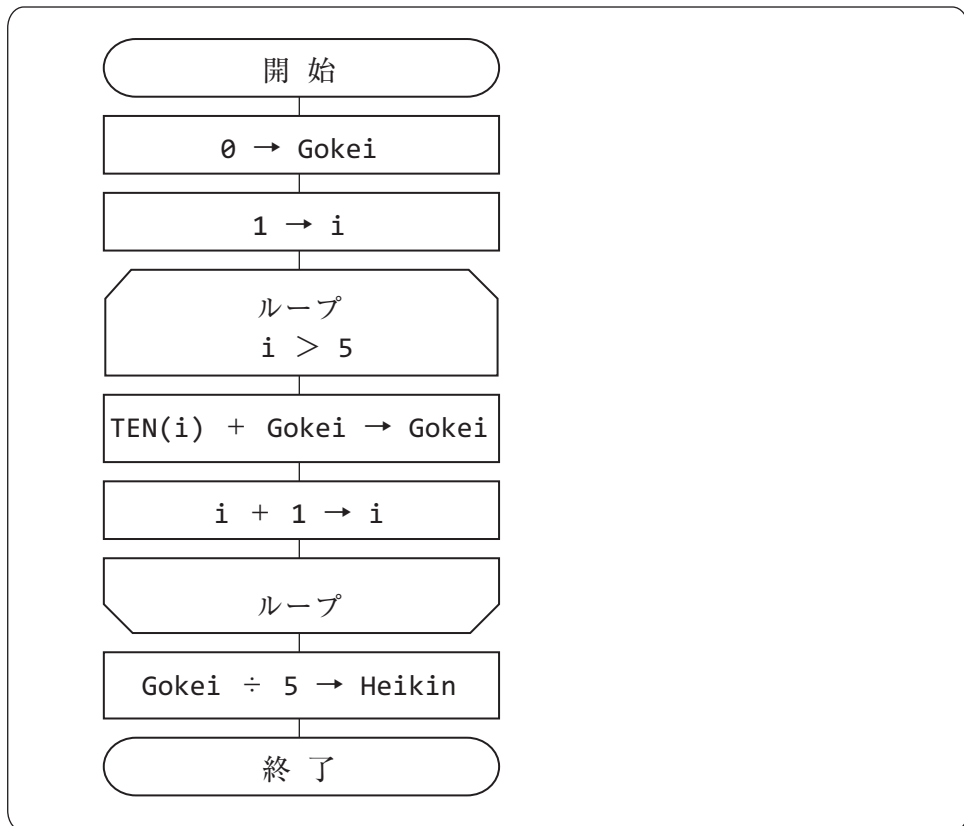 開 始
0 → Gokei
1 → i
ループ
i ＞ 5
TEN(i) ＋ Gokei → Gokei
i ＋ 1 → i
ループ
Gokei ÷ 5 → Heikin
終 了